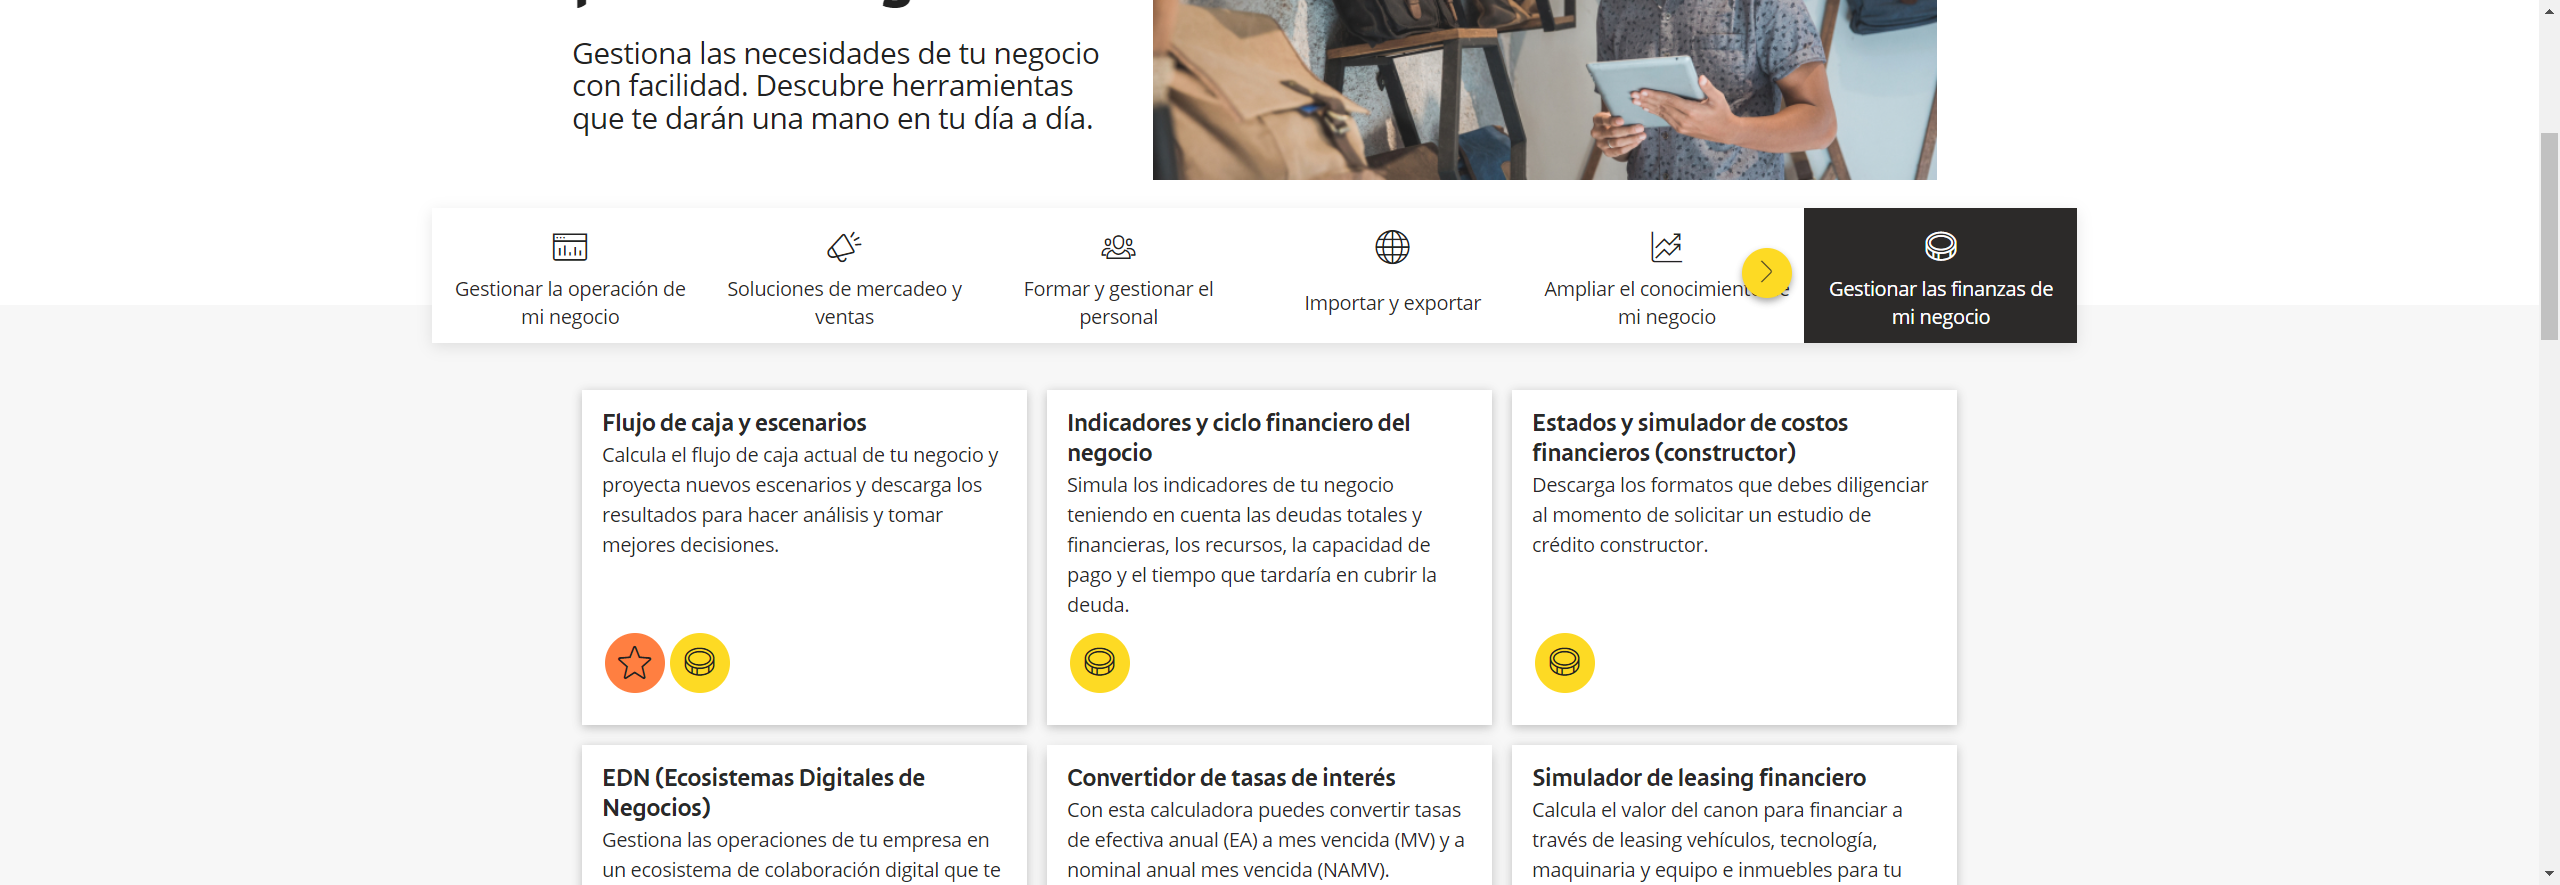 Gestiona las necesidades de tu negocio
con facilidad. Descubre herramientas
que te darán una mano en tu día a día.
Gestionar la operación de
mi negocio
Soluciones de mercadeo y
ventas
Formar y gestionar el
personal
Importar y exportar
Ampliar el
mi negocio
Gestionar las finanzas de
mi negocio
Flujo de caja y escenarios
Calcula el flujo de caja actual de tu negocio y
proyecta nuevos escenarios y descarga los
resultados para hacer análisis y tomar
mejores decisiones.
Indicadores y ciclo financiero del
negocio
Simula los indicadores de tu negocio
teniendo en cuenta las deudas totales y
financieras, los recursos, la capacidad de
pago y el tiempo que tardaría en cubrir la
deuda.
Estados y simulador de costos
financieros (constructor)
Descarga los formatos que debes diligenciar
al momento de solicitar un estudio de
crédito constructor.
EDN (Ecosistemas Digitales de
Negocios)
Gestiona las operaciones de tu empresa en
un ecosistema de colaboración digital que te
Convertidor de tasas de interés
Con esta calculadora puedes convertir tasas
de efectiva anual (EA) a mes vencida (MV) y a
nominal anual mes vencida (NAMV).
Simulador de leasing financiero
Calcula el valor del canon para financiar a
través de leasing vehículos, tecnología,
maquinaria y equipo e inmuebles para tu